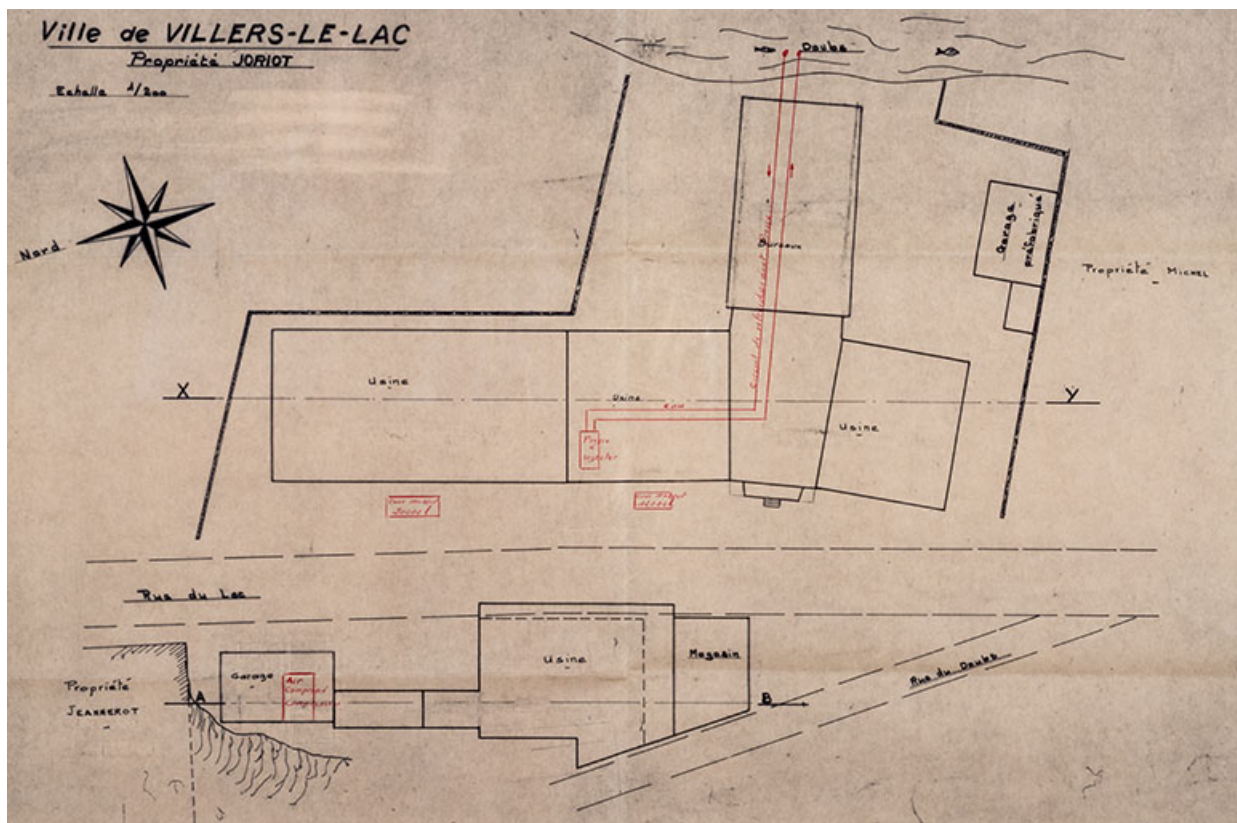 Ville de VILLERS-LE-LAC
Propriété JORIOT
Echelle 1/200
Doubs
Nord
Garage
préfabriqué
Propriété MICHEL
Bureaux
X
Usine
Usine
eau
Y
Usine
Rue du Lac
Propriété
JEANNEROT
A
Garage
Air
Comprimé
Usine
Magasin
B
Rue du Doubs